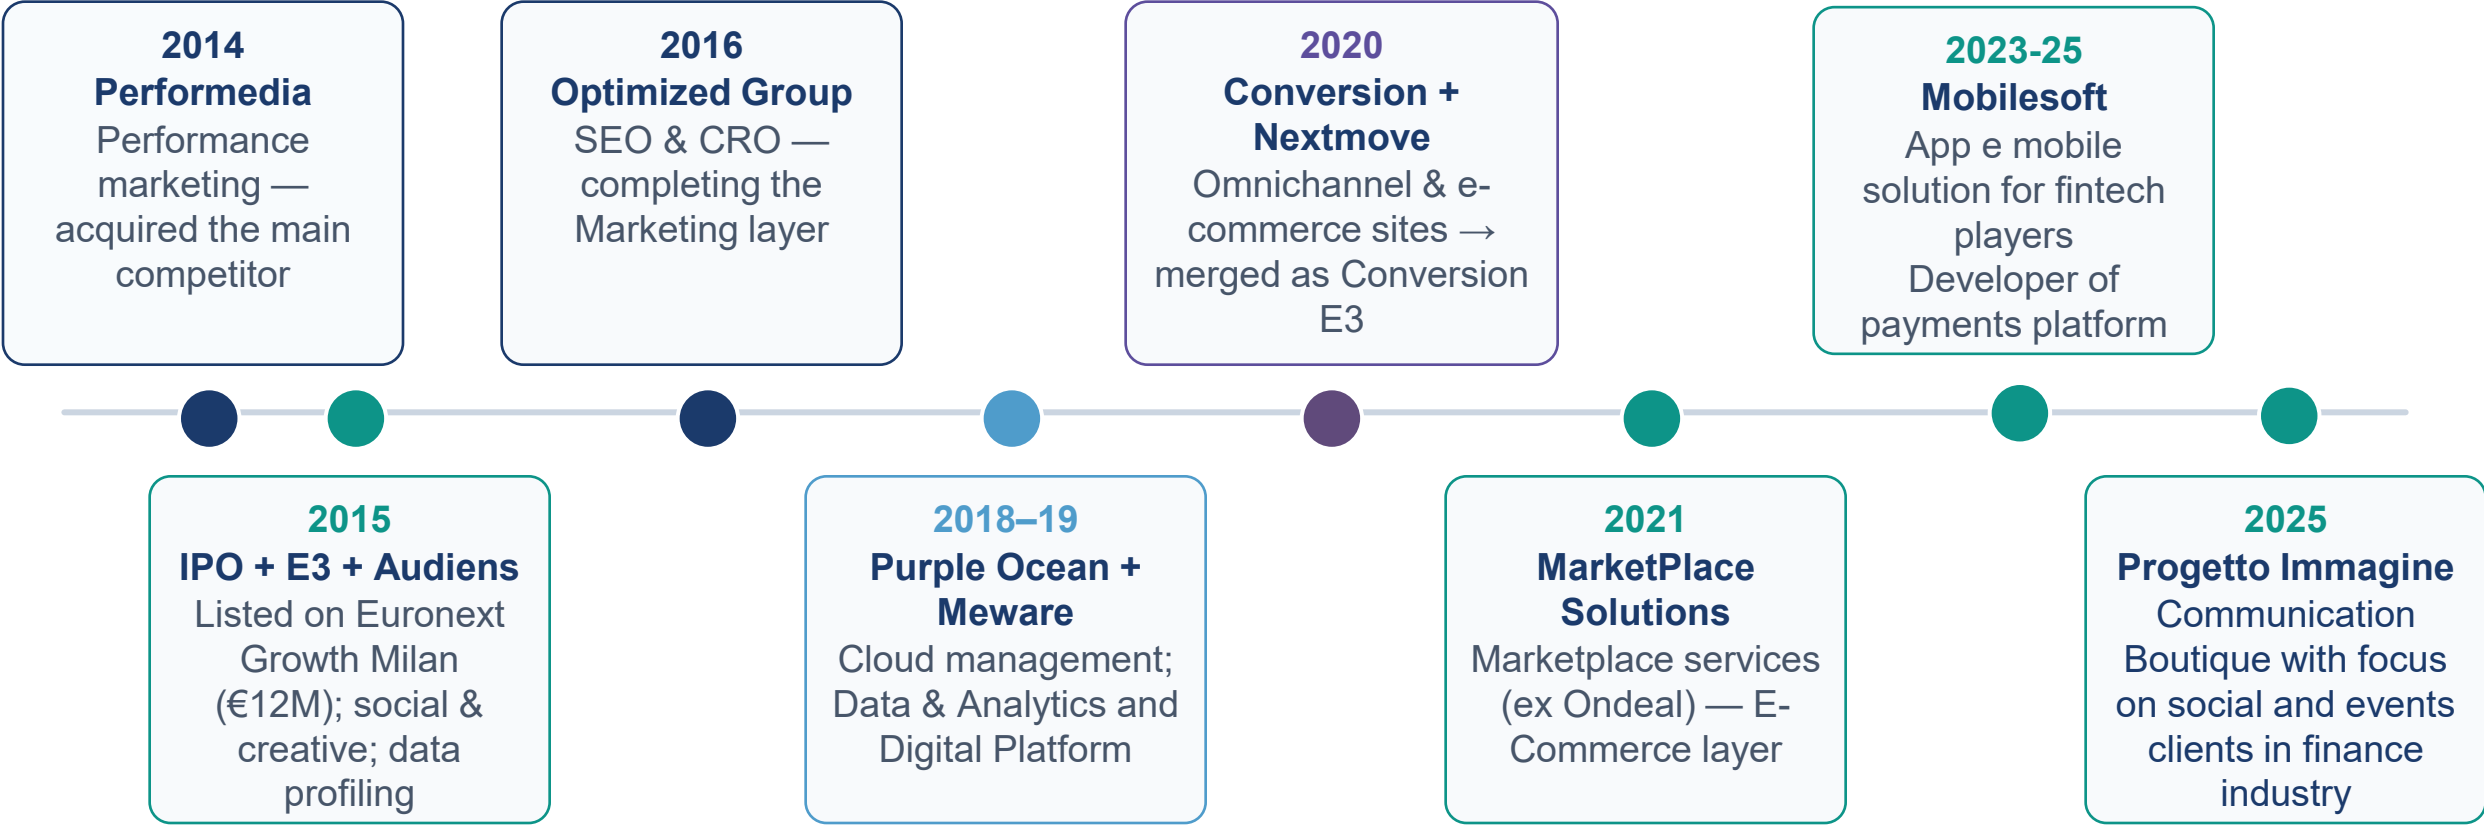 2014
Performedia
Performance
marketing —
acquired the main
competitor
2015
IPO + E3 + Audiens
Listed on Euronext
Growth Milan
(€12M); social &
creative; data
profiling
2016
Optimized Group
SEO & CRO —
completing the
Marketing layer
2018–19
Purple Ocean +
Meware
Cloud management;
Data & Analytics and
Digital Platform
2020
Conversion +
Nextmove
Omnichannel & e-
commerce sites →
merged as Conversion
E3
2021
MarketPlace
Solutions
Marketplace services
(ex Ondeal) — E-
Commerce layer
2023-25
Mobilesoft
App e mobile
solution for fintech
players
Developer of
payments platform
2025
Progetto Immagine
Communication
Boutique with focus
on social and events
clients in finance
industry